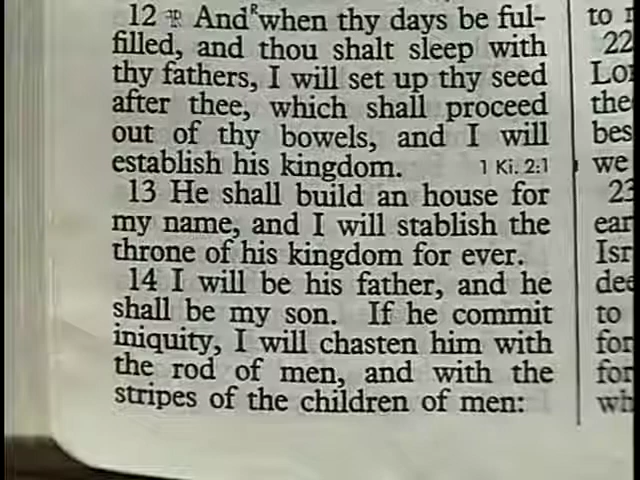 12 And R when thy days be ful-
filled, and thou shalt sleep with
thy fathers, I will set up thy seed
after thee, which shall proceed
out of thy bowels, and I will
establish his kingdom. 1 Ki. 2:1
13 He shall build an house for
my name, and I will stablish the
throne of his kingdom for ever.
14 I will be his father, and he
shall be my son. If he commit
iniquity, I will chasten him with
the rod of men, and with the
stripes of the children of men:
to
22
the
we
23
to